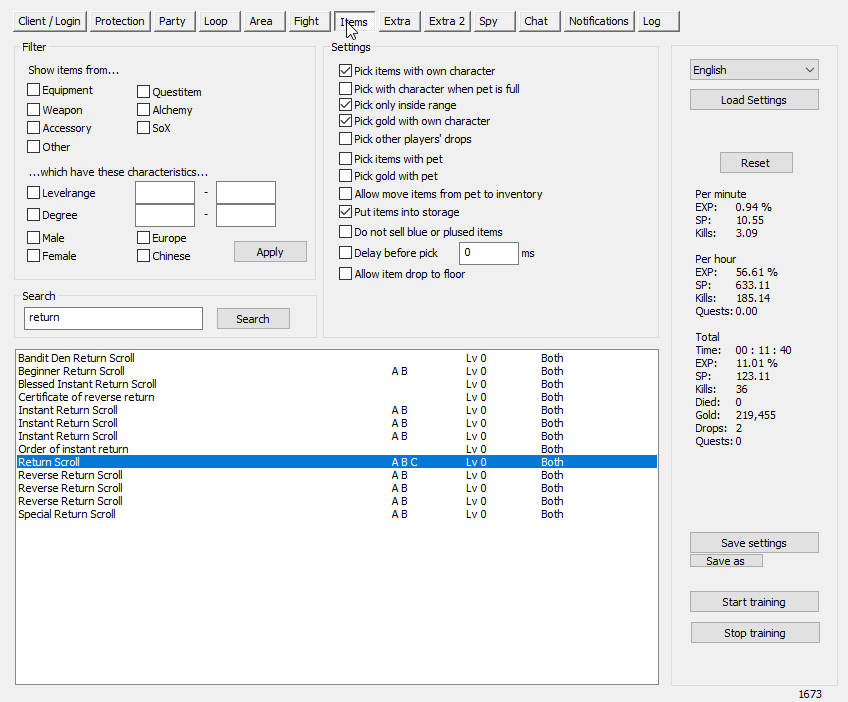 Client / Login Protection Party Loop Area Fight Items Extra Extra 2 Spy Chat Notifications Log
Filter
Show items from...
Equipment Questitem
Weapon Alchemy
Accessory SoX
Other
...which have these characteristics...
Levelrange -
Degree -
Male Europe
Female Chinese
Apply
Settings
Pick items with own character
Pick with character when pet is full
Pick only inside range
Pick gold with own character
Pick other players' drops
Pick items with pet
Pick gold with pet
Allow move items from pet to inventory
Put items into storage
Do not sell blue or plused items
Delay before pick 0 ms
Allow item drop to floor
Search
return Search
Bandit Den Return Scroll Lv 0 Both
Beginner Return Scroll A B Lv 0 Both
Blessed Instant Return Scroll Lv 0 Both
Certificate of reverse return Lv 0 Both
Instant Return Scroll A B Lv 0 Both
Instant Return Scroll A B Lv 0 Both
Instant Return Scroll A B Lv 0 Both
Order of instant return Lv 0 Both
Return Scroll A B C Lv 0 Both
Reverse Return Scroll A B Lv 0 Both
Reverse Return Scroll A B Lv 0 Both
Reverse Return Scroll A B Lv 0 Both
Special Return Scroll A B Lv 0 Both
English
Load Settings
Reset
Per minute
EXP: 0.94 %
SP: 10.55
Kills: 3.09
Per hour
EXP: 56.61 %
SP: 633.11
Kills: 185.14
Quests: 0.00
Total
Time: 00 : 11 : 40
EXP: 11.01 %
SP: 123.11
Kills: 36
Died: 0
Gold: 219,455
Drops: 2
Quests: 0
Save settings
Save as
Start training
Stop training
1673